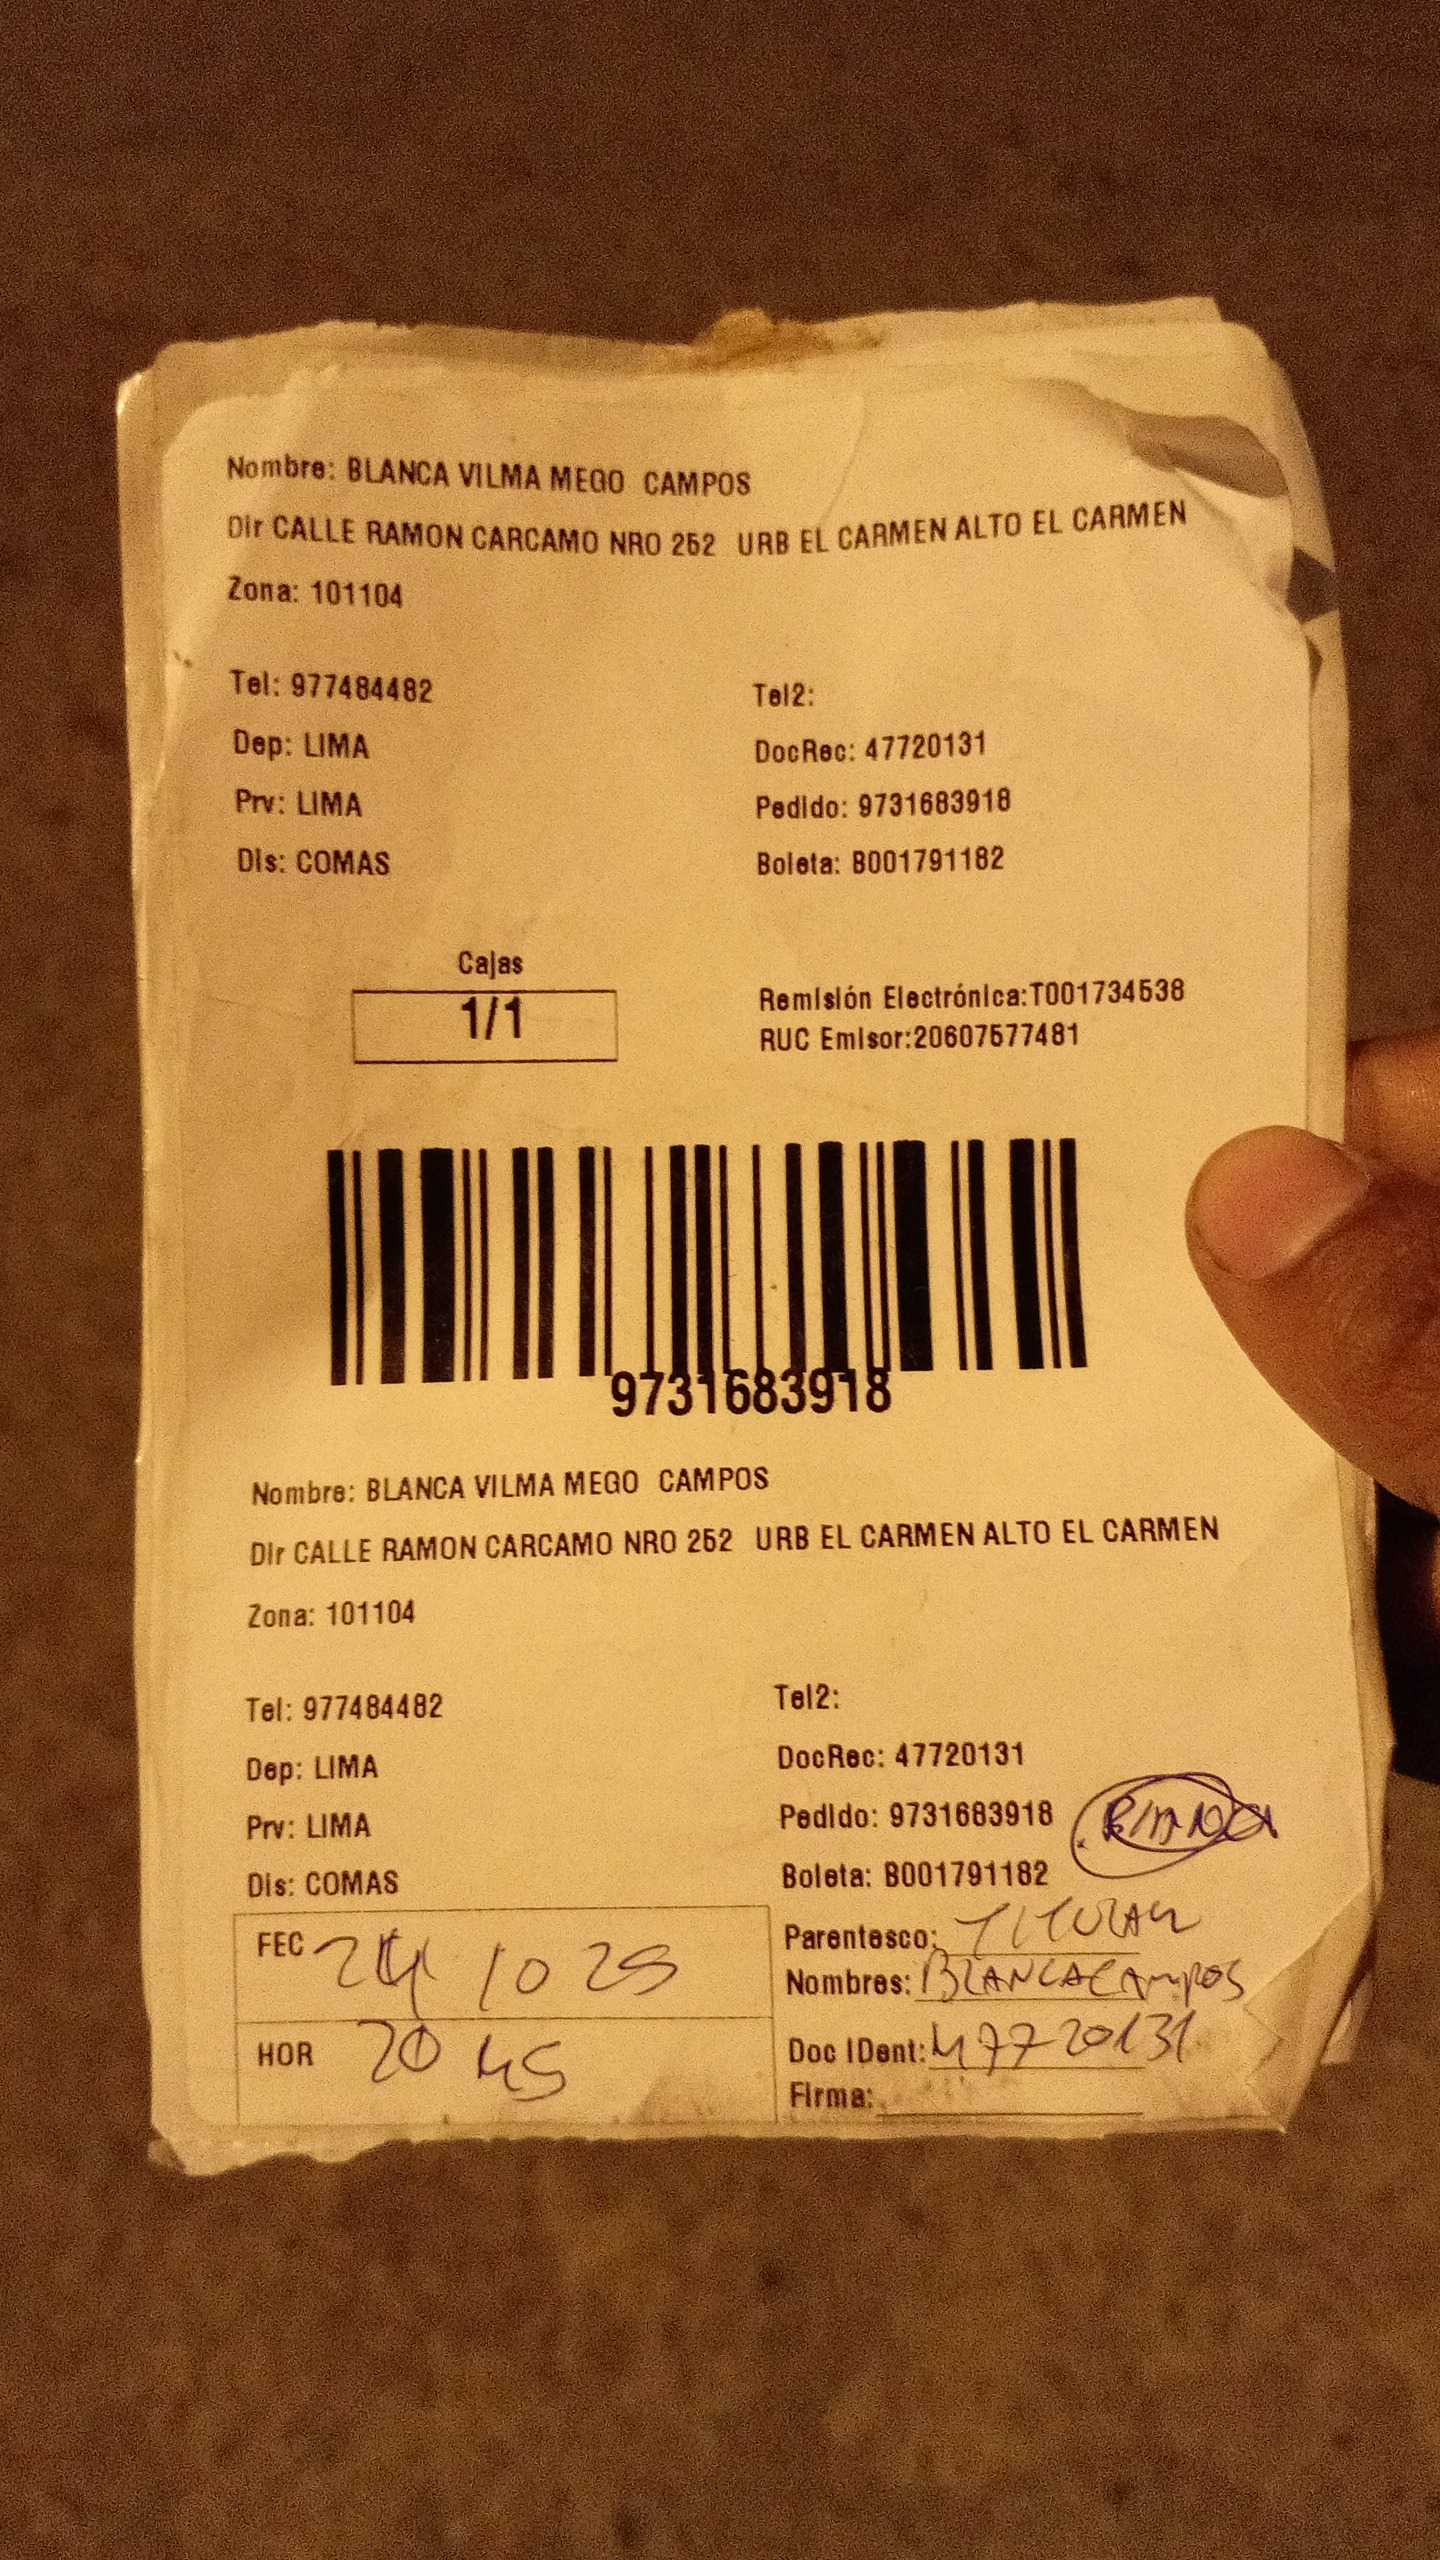 Nombre: BLANCA VILMA MEGO CAMPOS
Dir CALLE RAMON CARCAMO NRO 252 URB EL CARMEN ALTO EL CARMEN
Zona: 101104
Tel: 977484482 Tel2:
Dep: LIMA DocRec: 47720131
Prv: LIMA Pedido: 9731683918
Dis: COMAS Boleta: B001791182
Cajas
1/1
Remisión Electrónica:T001734538
RUC Emisor:20607577481
9731683918
Nombre: BLANCA VILMA MEGO CAMPOS
Dir CALLE RAMON CARCAMO NRO 252 URB EL CARMEN ALTO EL CARMEN
Zona: 101104
Tel: 977484482 Tel2:
Dep: LIMA DocRec: 47720131
Prv: LIMA Pedido: 9731683918
Dis: COMAS Boleta: B001791182
FEC 24 10 25
HOR 20 45
Parentesco: TITULAR
Nombres: BLANCA CAMPOS
Doc IDent: 47720131
Firma: